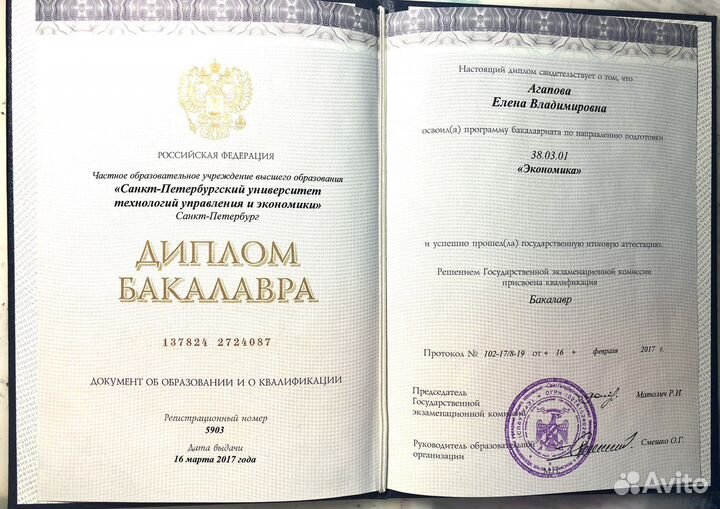 РОССИЙСКАЯ ФЕДЕРАЦИЯ
Частное образовательное учреждение высшего образования
«Санкт-Петербургский университет
технологий управления и экономики»
Санкт-Петербург
ДИПЛОМ
БАКАЛАВРА
137824 2724087
ДОКУМЕНТ ОБ ОБРАЗОВАНИИ И О КВАЛИФИКАЦИИ
Регистрационный номер
5903
Дата выдачи
16 марта 2017 года
Настоящий диплом свидетельствует о том, что
Агапова
Елена Владимировна
освоил(а) программу бакалавриата по направлению подготовки
38.03.01
«Экономика»
и успешно прошел(ла) государственную итоговую аттестацию.
Решением Государственной экзаменационной комиссии
присвоена квалификация
Бакалавр
Протокол № 102-17/8-19 от « 16 » февраля 2017 г.
Председатель
Государственной
экзаменационной Матолич Р.И.
Руководитель образовательной
организации Смешко О.Г.
М.П.
Avito